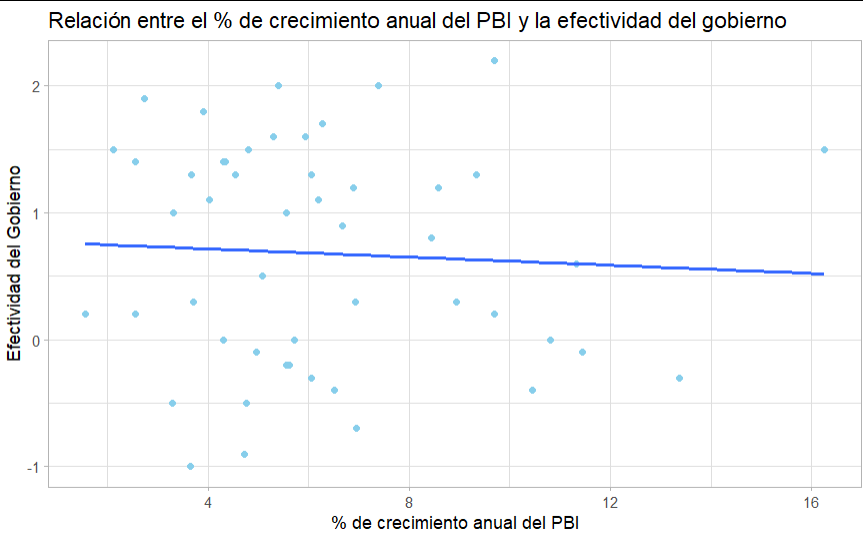 Relación entre el % de crecimiento anual del PBI y la efectividad del gobierno
Efectividad del Gobierno
2
1
0
-1
4
8
12
16
% de crecimiento anual del PBI